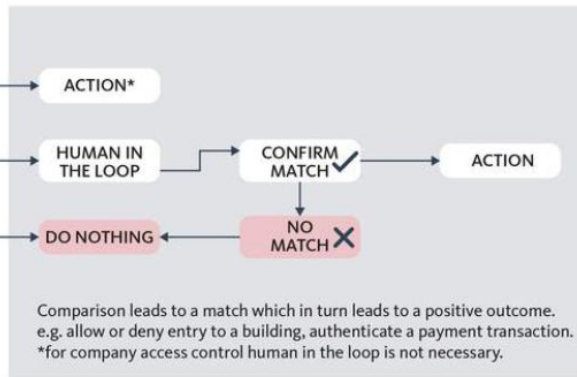 ACTION*
HUMAN IN
THE LOOP
CONFIRM
MATCH
ACTION
DO NOTHING
NO
MATCH
Comparison leads to a match which in turn leads to a positive outcome.
e.g. allow or deny entry to a building, authenticate a payment transaction.
*for company access control human in the loop is not necessary.